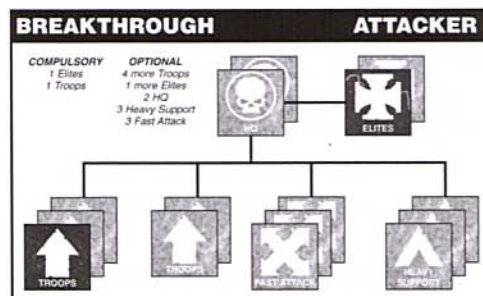 BREAKTHROUGH ATTACKER
COMPULSORY
1 Elites
1 Troops
OPTIONAL
4 more Troops
1 more Elites
2 HQ
3 Heavy Support
3 Fast Attack
HQ
ELITES
TROOPS
TROOPS
FAST ATTACK
HEAVY
SUPPORT